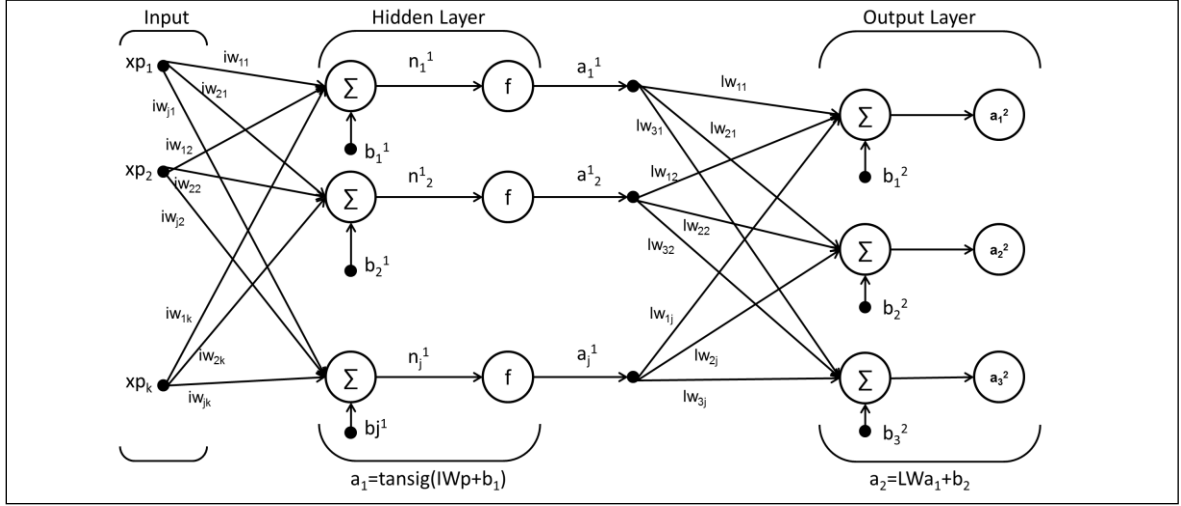 Input
Hidden Layer
Output Layer
xp₁
iw₁₁
n₁¹
a₁¹
iw₂₁
iwⱼ₁
∑
f
lw₁₁
∑
a₁²
lw₃₁
lw₂₁
iw₁₂
b₁¹
xp₂
iw₂₂
n¹₂
a¹₂
lw₁₂
b₁²
∑
f
iwⱼ₂
lw₂₂
lw₃₂
∑
a₂²
b₂¹
iw₁ₖ
lw₁ⱼ
b₂²
iw₂ₖ
nⱼ¹
aⱼ¹
lw₂ⱼ
xpₖ
∑
f
∑
a₃²
iwⱼₖ
lw₃ⱼ
bj¹
b₃²
a₁=tansig(IWp+b₁)
a₂=LWa₁+b₂